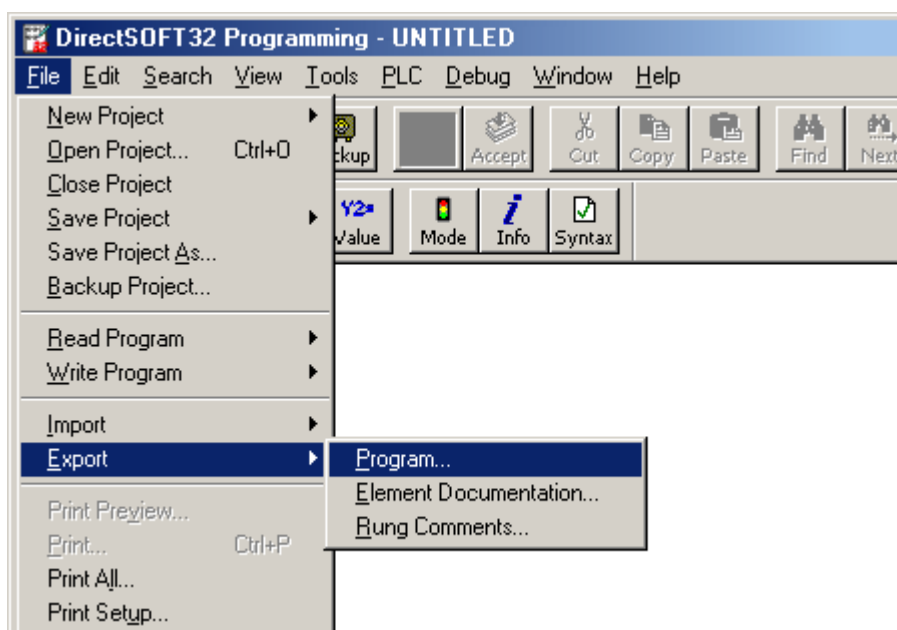 DirectSOFT32 Programming - UNTITLED
File Edit Search View Tools PLC Debug Window Help
New Project
Open Project... Ctrl+O
Close Project
Save Project
Save Project As...
Backup Project...
Read Program
Write Program
Import
Export
Print Preview...
Print... Ctrl+P
Print All...
Print Setup...
Program...
Element Documentation...
Rung Comments...
ckup Accept Cut Copy Paste Find Next
Value Mode Info Syntax